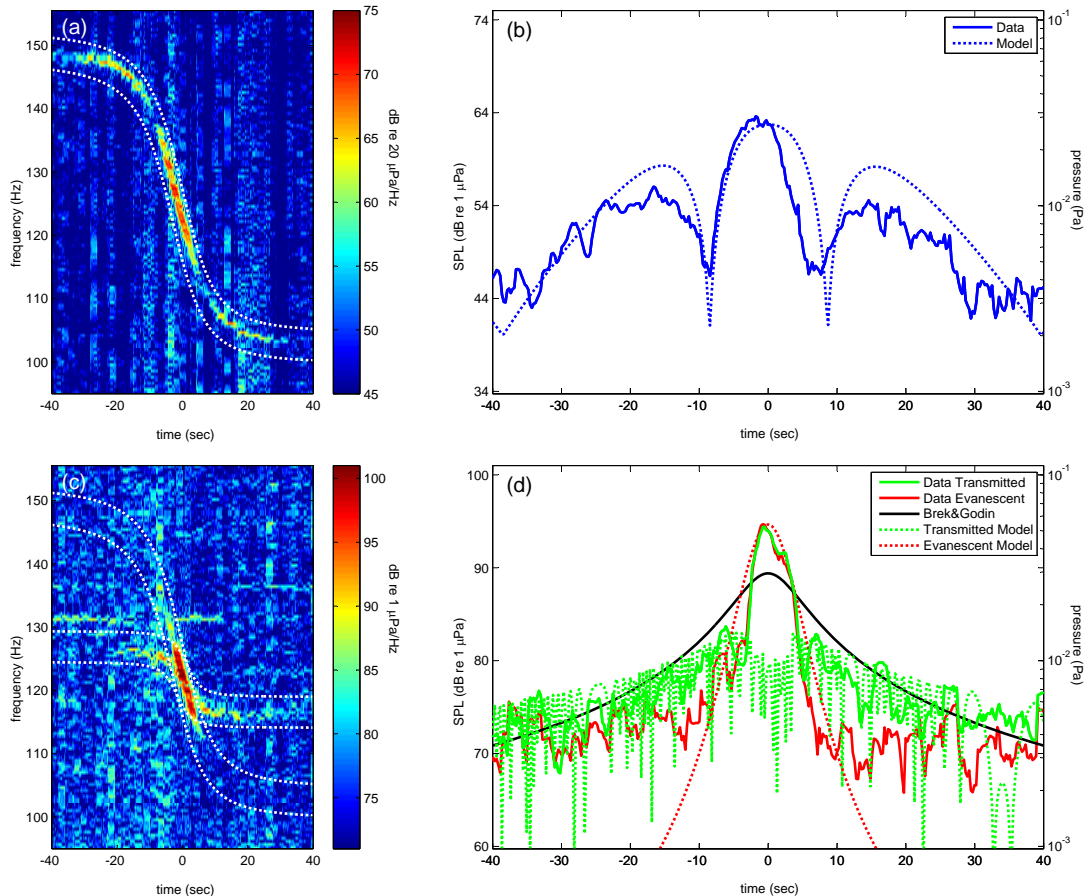 (a)
150
140
130
120
110
100
frequency (Hz)
-40 -20 0 20 40
time (sec)
75
70
65
60
55
50
45
dB re 20 µPa/Hz
(b)
Data
Model
74
64
54
44
34
SPL (dB re 1 µPa)
-40 -30 -20 -10 0 10 20 30 40
time (sec)
10-1
10-2
10-3
pressure (Pa)
(c)
150
140
130
120
110
100
frequency (Hz)
-40 -20 0 20 40
time (sec)
100
95
90
85
80
75
dB re 1 µPa/Hz
(d)
Data Transmitted
Data Evanescent
Brek&Godin
Transmitted Model
Evanescent Model
100
90
80
70
60
SPL (dB re 1 µPa)
-40 -30 -20 -10 0 10 20 30 40
time (sec)
10-1
10-2
10-3
pressure (Pa)